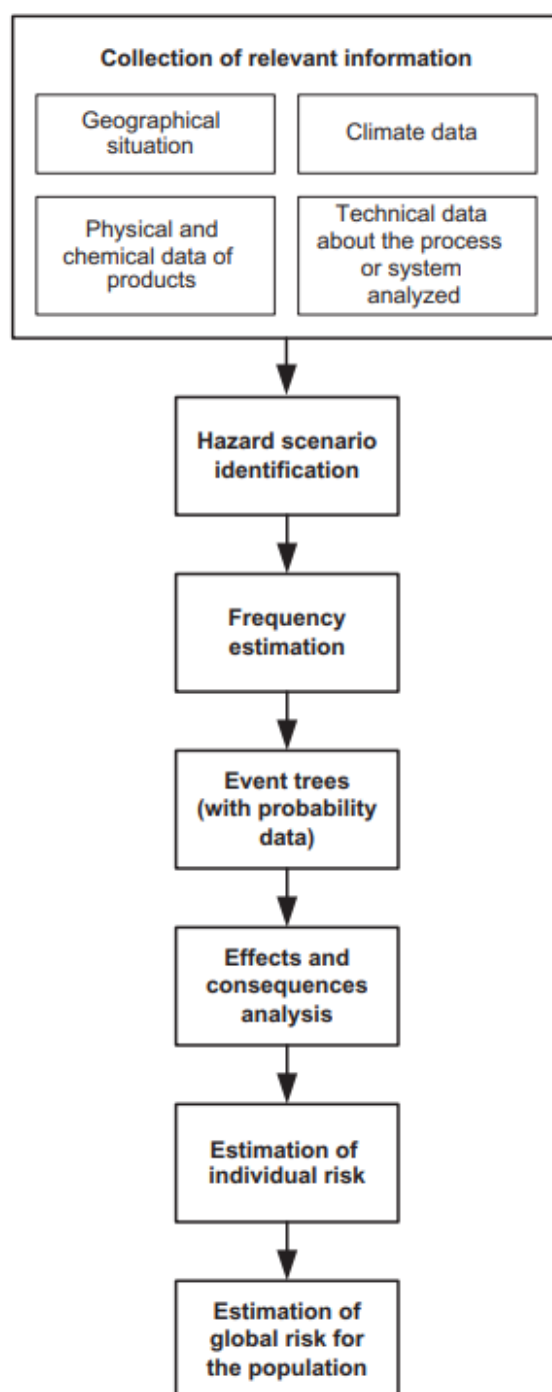 Collection of relevant information
Geographical
situation
Climate data
Physical and
chemical data of
products
Technical data
about the process
or system
analyzed
Hazard scenario
identification
Frequency
estimation
Event trees
(with probability
data)
Effects and
consequences
analysis
Estimation of
individual risk
Estimation of
global risk for
the population